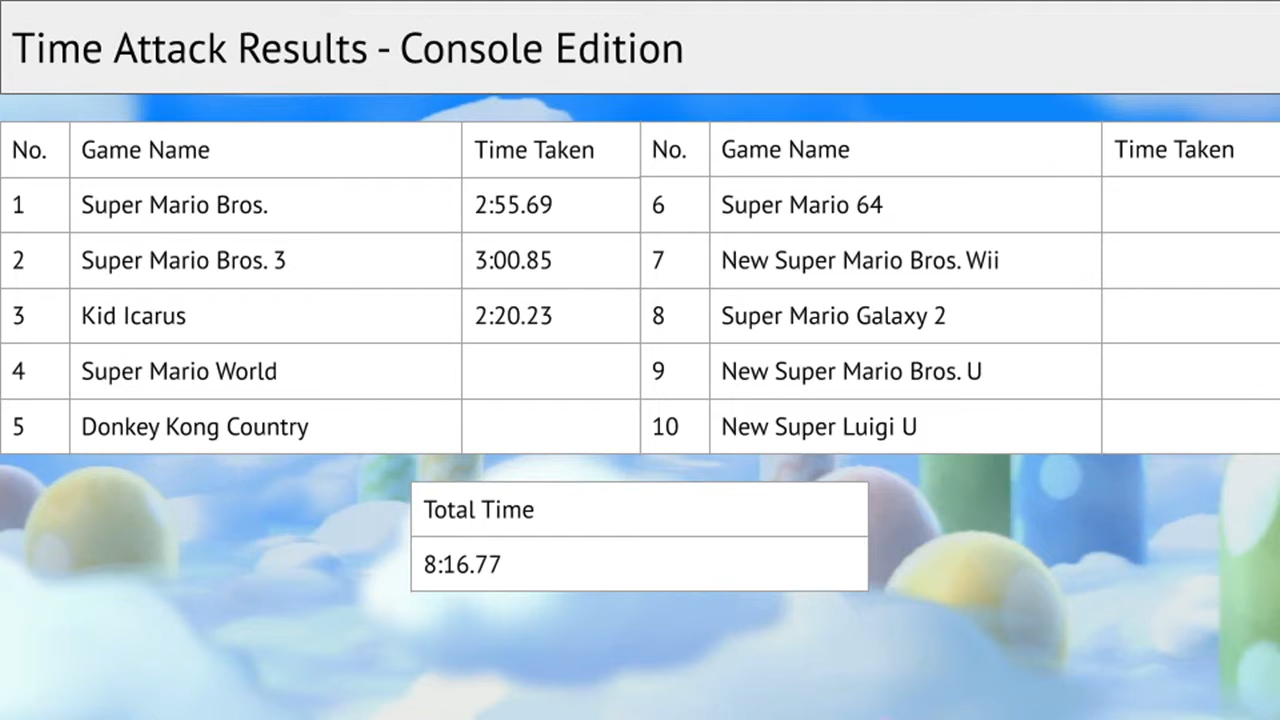 Time Attack Results - Console Edition
No. Game Name Time Taken No. Game Name Time Taken
1 Super Mario Bros. 2:55.69 6 Super Mario 64
2 Super Mario Bros. 3 3:00.85 7 New Super Mario Bros. Wii
3 Kid Icarus 2:20.23 8 Super Mario Galaxy 2
4 Super Mario World 9 New Super Mario Bros. U
5 Donkey Kong Country 10 New Super Luigi U
Total Time
8:16.77